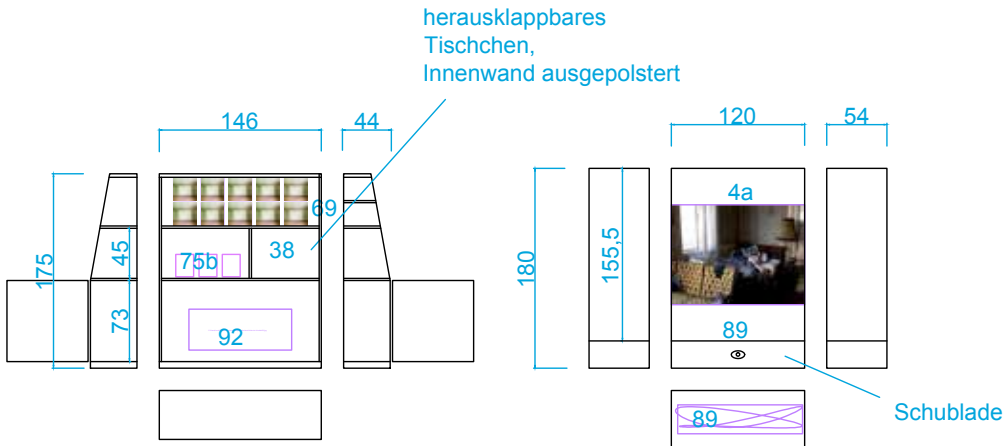 herausklappbares
Tischchen,
Innenwand ausgepolstert
146
44
120
54
69
4a
45
75b
38
175
155,5
180
73
92
89
89
Schublade